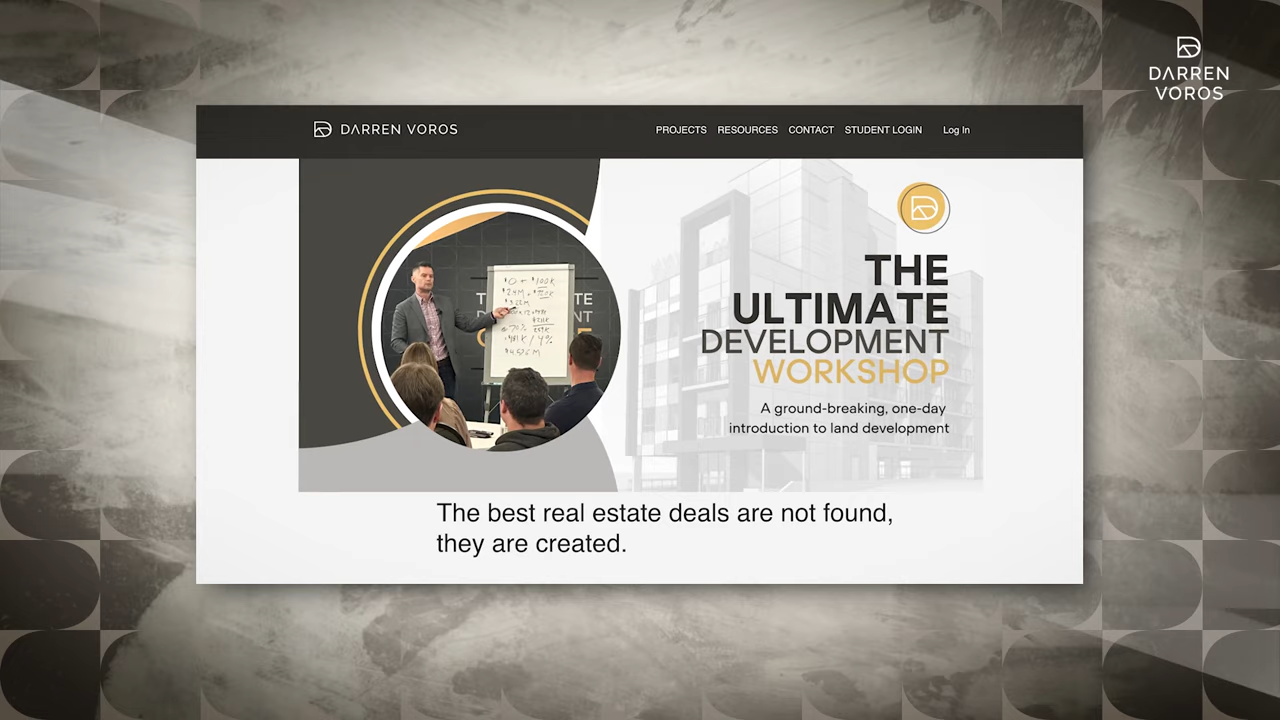 DARREN
VOROS
DARREN VOROS
PROJECTS RESOURCES CONTACT STUDENT LOGIN Log In
THE
ULTIMATE
DEVELOPMENT
WORKSHOP
A ground-breaking, one-day
introduction to land development
The best real estate deals are not found,
they are created.